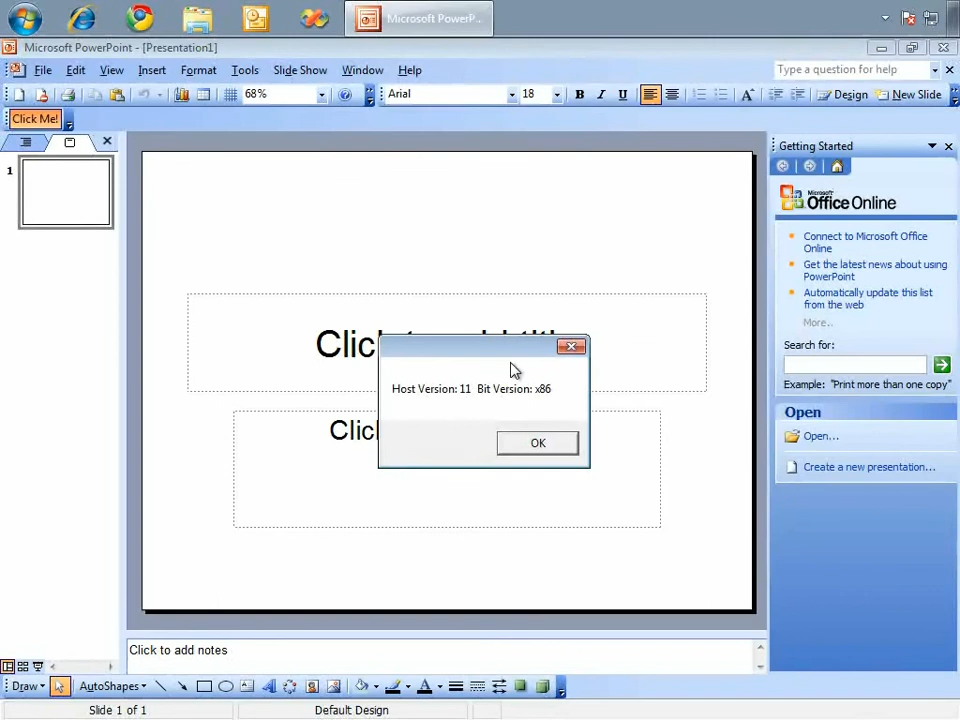 Microsoft PowerP..
Microsoft PowerPoint - [Presentation1]
File Edit View Insert Format Tools Slide Show Window Help
Type a question for help
68% Arial 18 B I U A Design New Slide
Click Me!
Getting Started
1
Microsoft
Office Online
Connect to Microsoft Office
Online
Get the latest news about using
PowerPoint
Automatically update this list
from the web
More...
Search for:
Example: "Print more than one copy"
Open
Open...
Create a new presentation...
Host Version: 11 Bit Version: x86
OK
Click to add notes
Draw AutoShapes A
Slide 1 of 1 Default Design